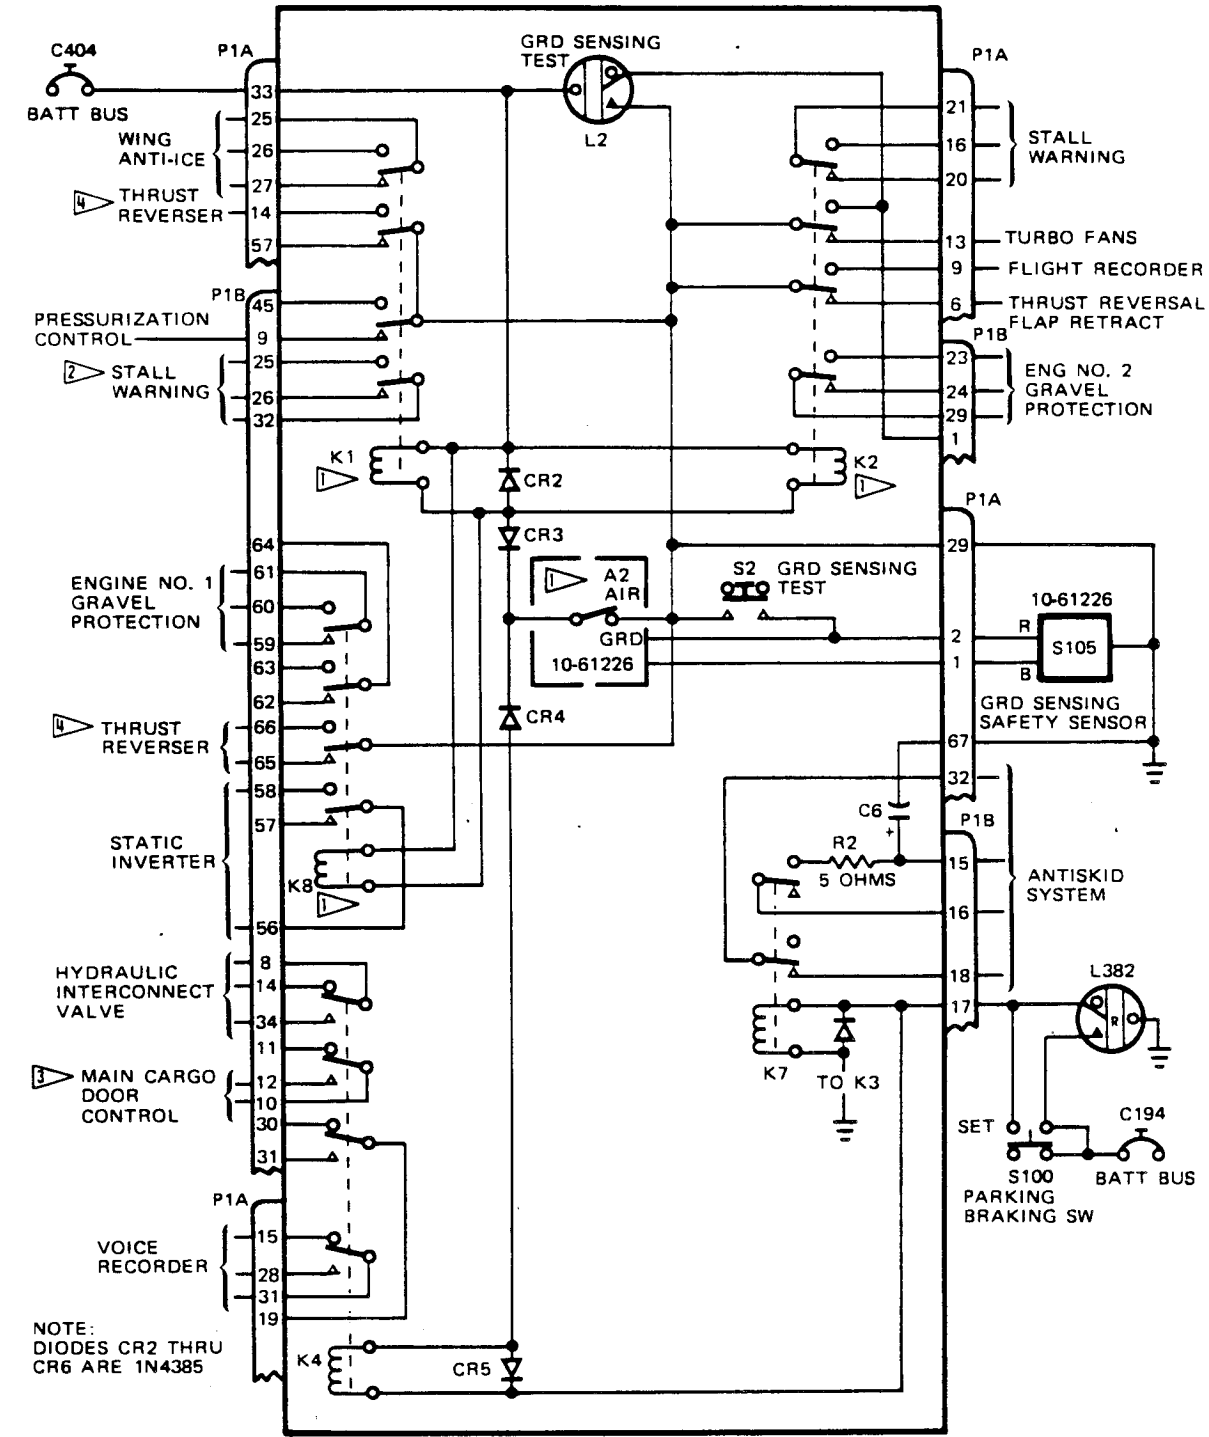 C404
BATT BUS
P1A
33
25
26
27
14
57
WING
ANTI-ICE
4
THRUST
REVERSER
P1B
45
9
25
26
32
PRESSURIZATION
CONTROL
2
STALL
WARNING
GRD SENSING
TEST
L2
P1A
21
16
20
13
9
6
STALL
WARNING
TURBO FANS
FLIGHT RECORDER
THRUST REVERSAL
FLAP RETRACT
P1B
23
24
29
1
ENG NO. 2
GRAVEL
PROTECTION
K1
1
CR2
K2
1
CR3
64
61
60
59
63
62
66
65
58
57
56
ENGINE NO. 1
GRAVEL
PROTECTION
4
THRUST
REVERSER
STATIC
INVERTER
K8
1
1
A2
AIR
GRD
10-61226
S2
GRD SENSING
TEST
CR4
P1A
29
2
1
67
32
10-61226
R
B
S105
GRD SENSING
SAFETY SENSOR
C6
+
R2
5 OHMS
P1B
15
16
18
17
ANTISKID
SYSTEM
8
14
34
11
12
10
30
31
HYDRAULIC
INTERCONNECT
VALVE
3
MAIN CARGO
DOOR
CONTROL
K7
TO K3
L382
R
SET
S100
PARKING
BRAKING SW
C194
BATT BUS
P1A
15
28
31
19
VOICE
RECORDER
NOTE:
DIODES CR2 THRU
CR6 ARE 1N4385
K4
CR5